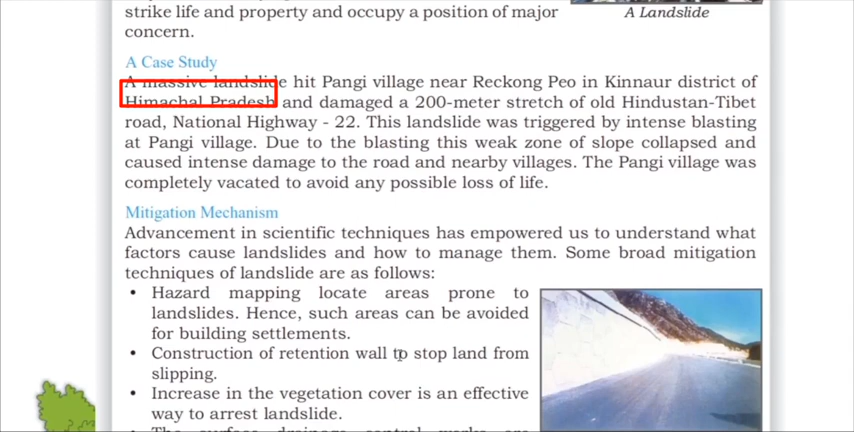 strike life and property and occupy a position of major
A Landslide
concern.
A Case Study
A massive landslide hit Pangi village near Reckong Peo in Kinnaur district of
Himachal Pradesh and damaged a 200-meter stretch of old Hindustan-Tibet
road, National Highway - 22. This landslide was triggered by intense blasting
at Pangi village. Due to the blasting this weak zone of slope collapsed and
caused intense damage to the road and nearby villages. The Pangi village was
completely vacated to avoid any possible loss of life.
Mitigation Mechanism
Advancement in scientific techniques has empowered us to understand what
factors cause landslides and how to manage them. Some broad mitigation
techniques of landslide are as follows:
• Hazard mapping locate areas prone to
landslides. Hence, such areas can be avoided
for building settlements.
• Construction of retention wall to stop land from
slipping.
• Increase in the vegetation cover is an effective
way to arrest landslide.
• The surface drainage control works are